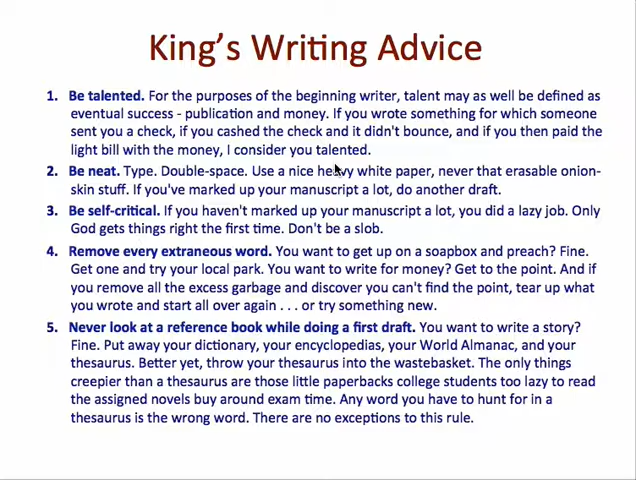 King's Writing Advice
1. Be talented. For the purposes of the beginning writer, talent may as well be defined as
eventual success - publication and money. If you wrote something for which someone
sent you a check, if you cashed the check and it didn't bounce, and if you then paid the
light bill with the money, I consider you talented.
2. Be neat. Type. Double-space. Use a nice heavy white paper, never that erasable onion-
skin stuff. If you've marked up your manuscript a lot, do another draft.
3. Be self-critical. If you haven't marked up your manuscript a lot, you did a lazy job. Only
God gets things right the first time. Don't be a slob.
4. Remove every extraneous word. You want to get up on a soapbox and preach? Fine.
Get one and try your local park. You want to write for money? Get to the point. And if
you remove all the excess garbage and discover you can't find the point, tear up what
you wrote and start all over again . . . or try something new.
5. Never look at a reference book while doing a first draft. You want to write a story?
Fine. Put away your dictionary, your encyclopedias, your World Almanac, and your
thesaurus. Better yet, throw your thesaurus into the wastebasket. The only things
creepier than a thesaurus are those little paperbacks college students too lazy to read
the assigned novels buy around exam time. Any word you have to hunt for in a
thesaurus is the wrong word. There are no exceptions to this rule.